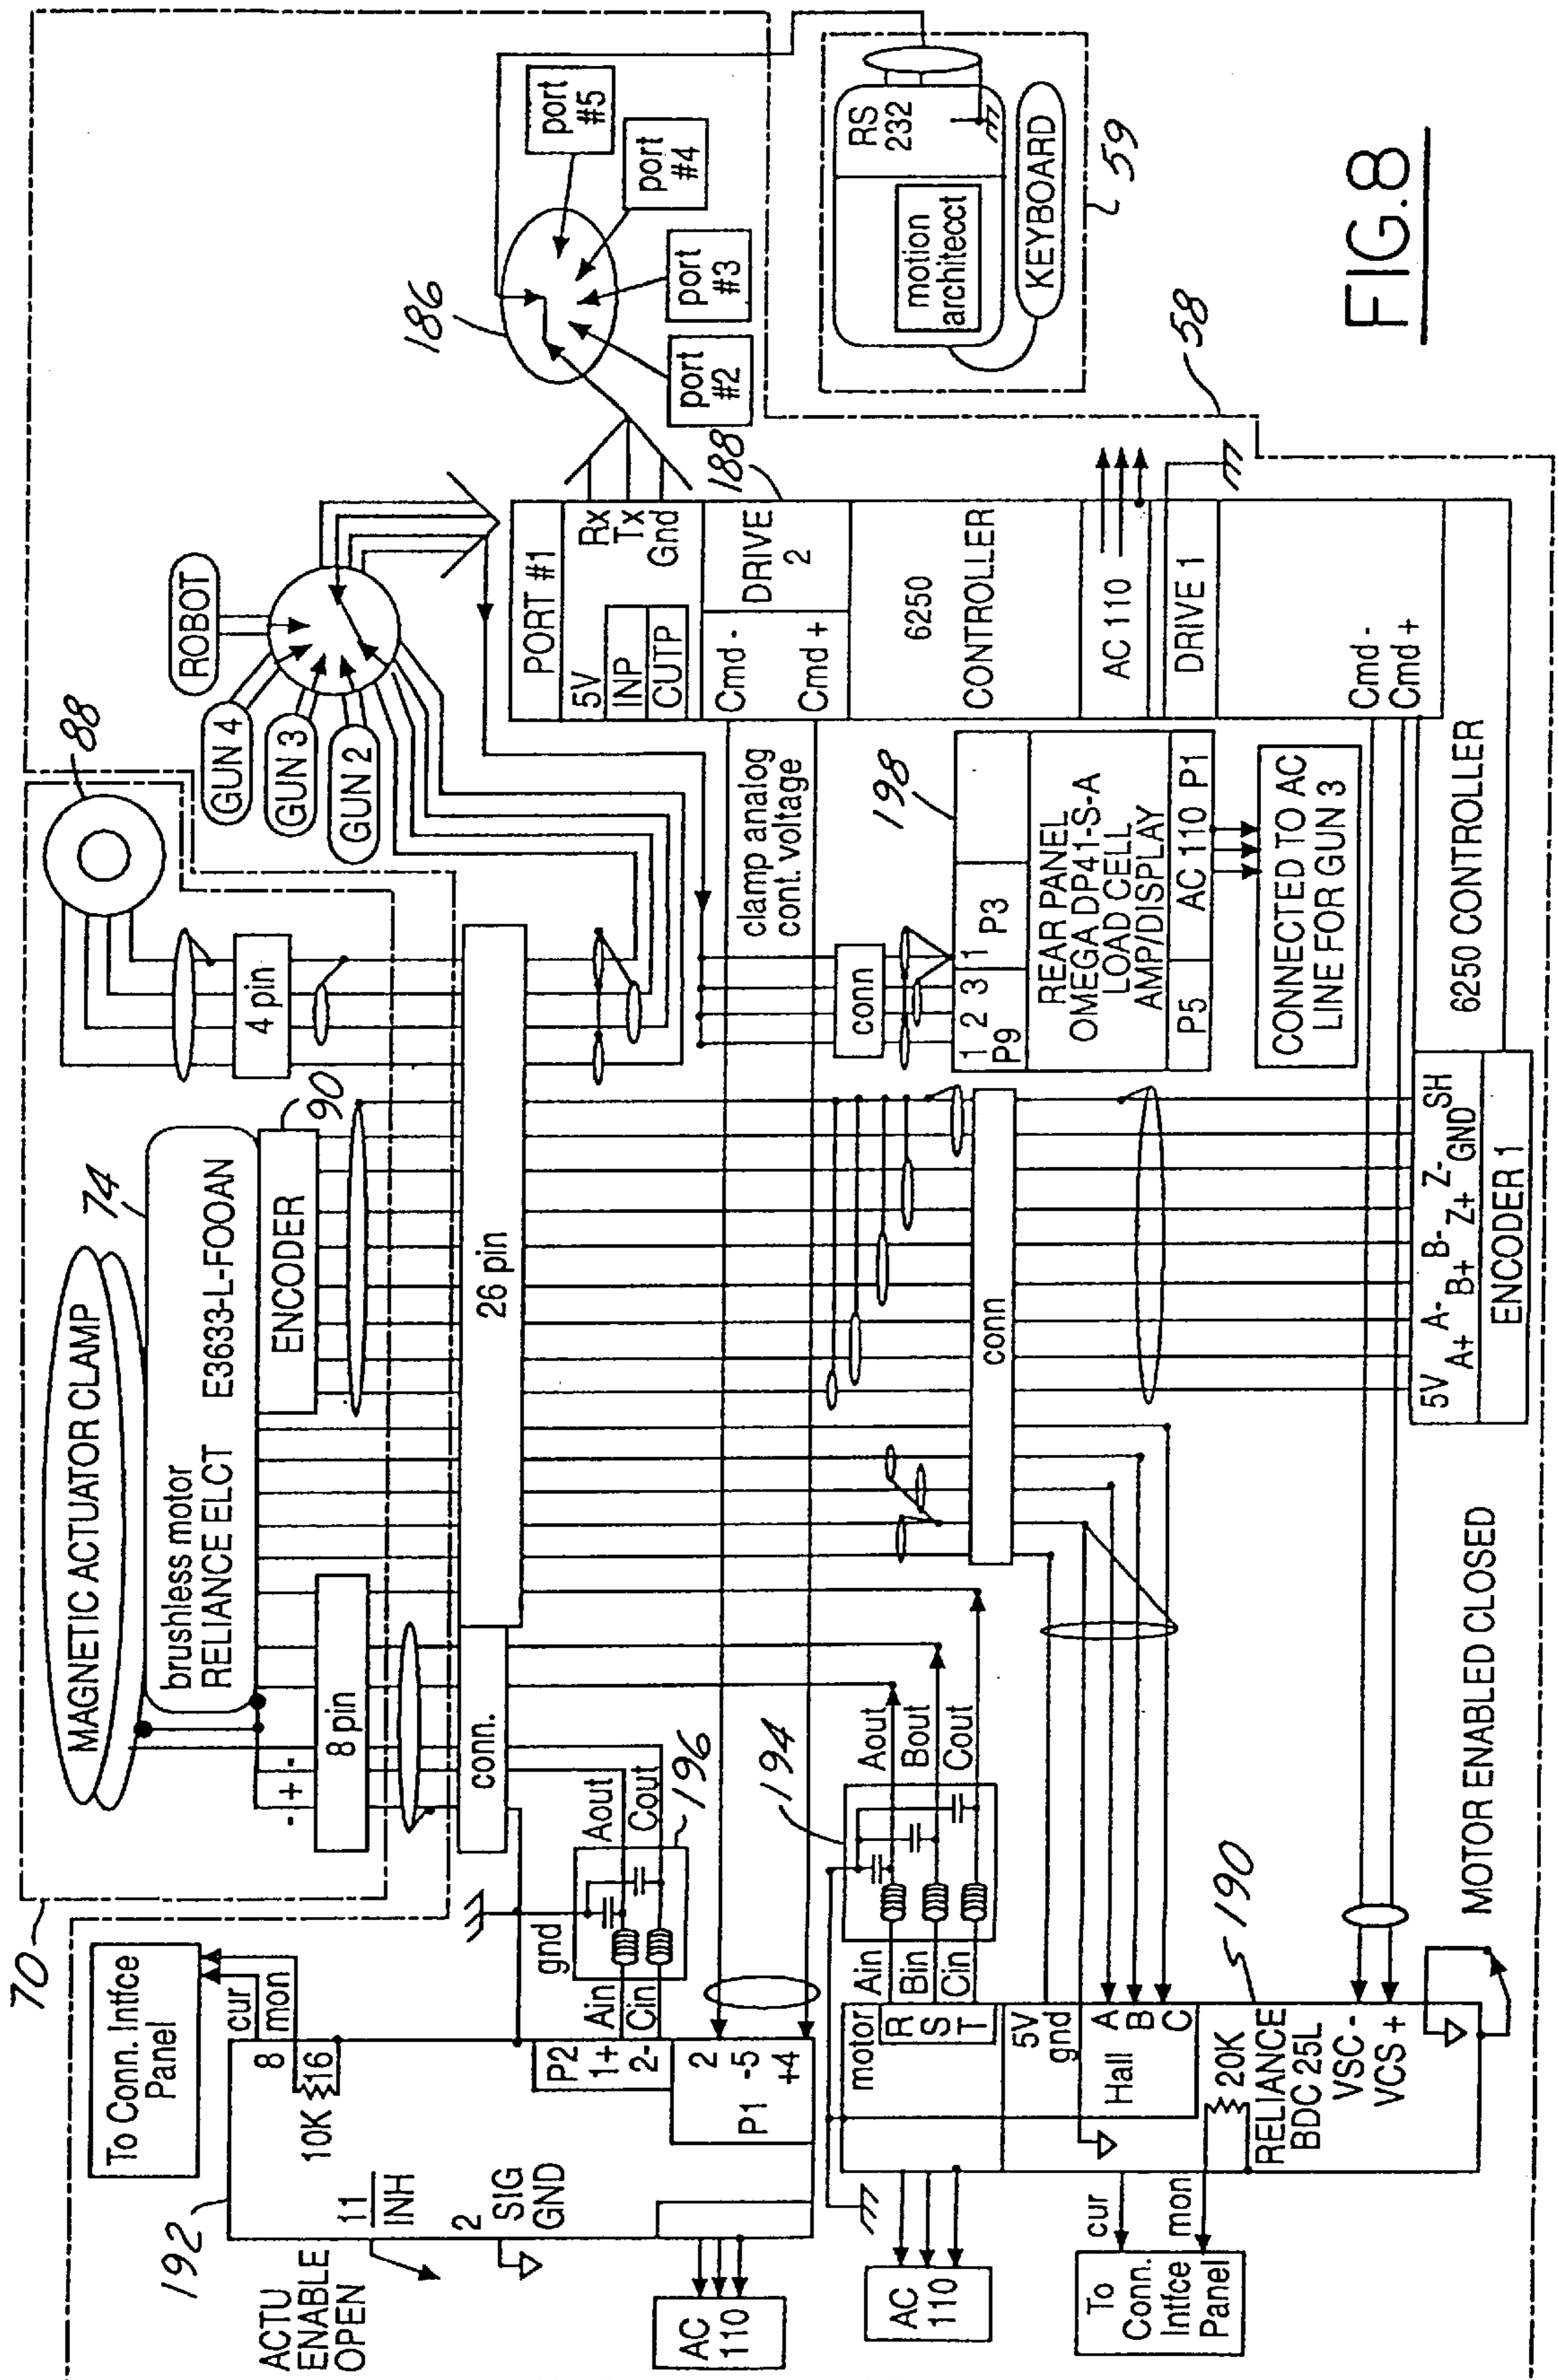 70
MAGNETIC ACTUATOR CLAMP
74
brushless motor
RELIANCE ELCT E3633-L-FOOAN
ENCODER
90
88
4 pin
8 pin
- + -
26 pin
conn.
GUN 4
GUN 3
GUN 2
ROBOT
To Conn. Intfce
Panel
cur
mon
192
8
10K
16
11
INH
2
SIG
GND
ACTU
ENABLE
OPEN
P2
1+
2-
P1
2
-5
+4
AC
110
gnd
Ain
Cin
Aout
Cout
196
194
Ain
Bin
Cin
Aout
Bout
Cout
motor
R
S
T
5V
gnd
Hall
A
B
C
20K
RELIANCE
BDC 25L
VSC -
VCS +
190
AC
110
cur
mon
To
Conn.
Intfce
Panel
MOTOR ENABLED CLOSED
conn
conn
clamp analog
cont. voltage
198
1 2 3
P9
1
P3
REAR PANEL
OMEGA DP41-S-A
LOAD CELL
AMP/DISPLAY
P5
AC 110 P1
CONNECTED TO AC
LINE FOR GUN 3
5V A+ A- B+ B- Z+ Z- GND SH
ENCODER 1
6250 CONTROLLER
PORT #1
5V
INP
CUTP
Rx
Tx
Gnd
Cmd -
Cmd +
DRIVE
2
188
6250
CONTROLLER
AC 110
DRIVE 1
Cmd -
Cmd +
186
port
#2
port
#3
port
#4
port
#5
RS
232
motion
architecct
KEYBOARD
59
58
FIG.8